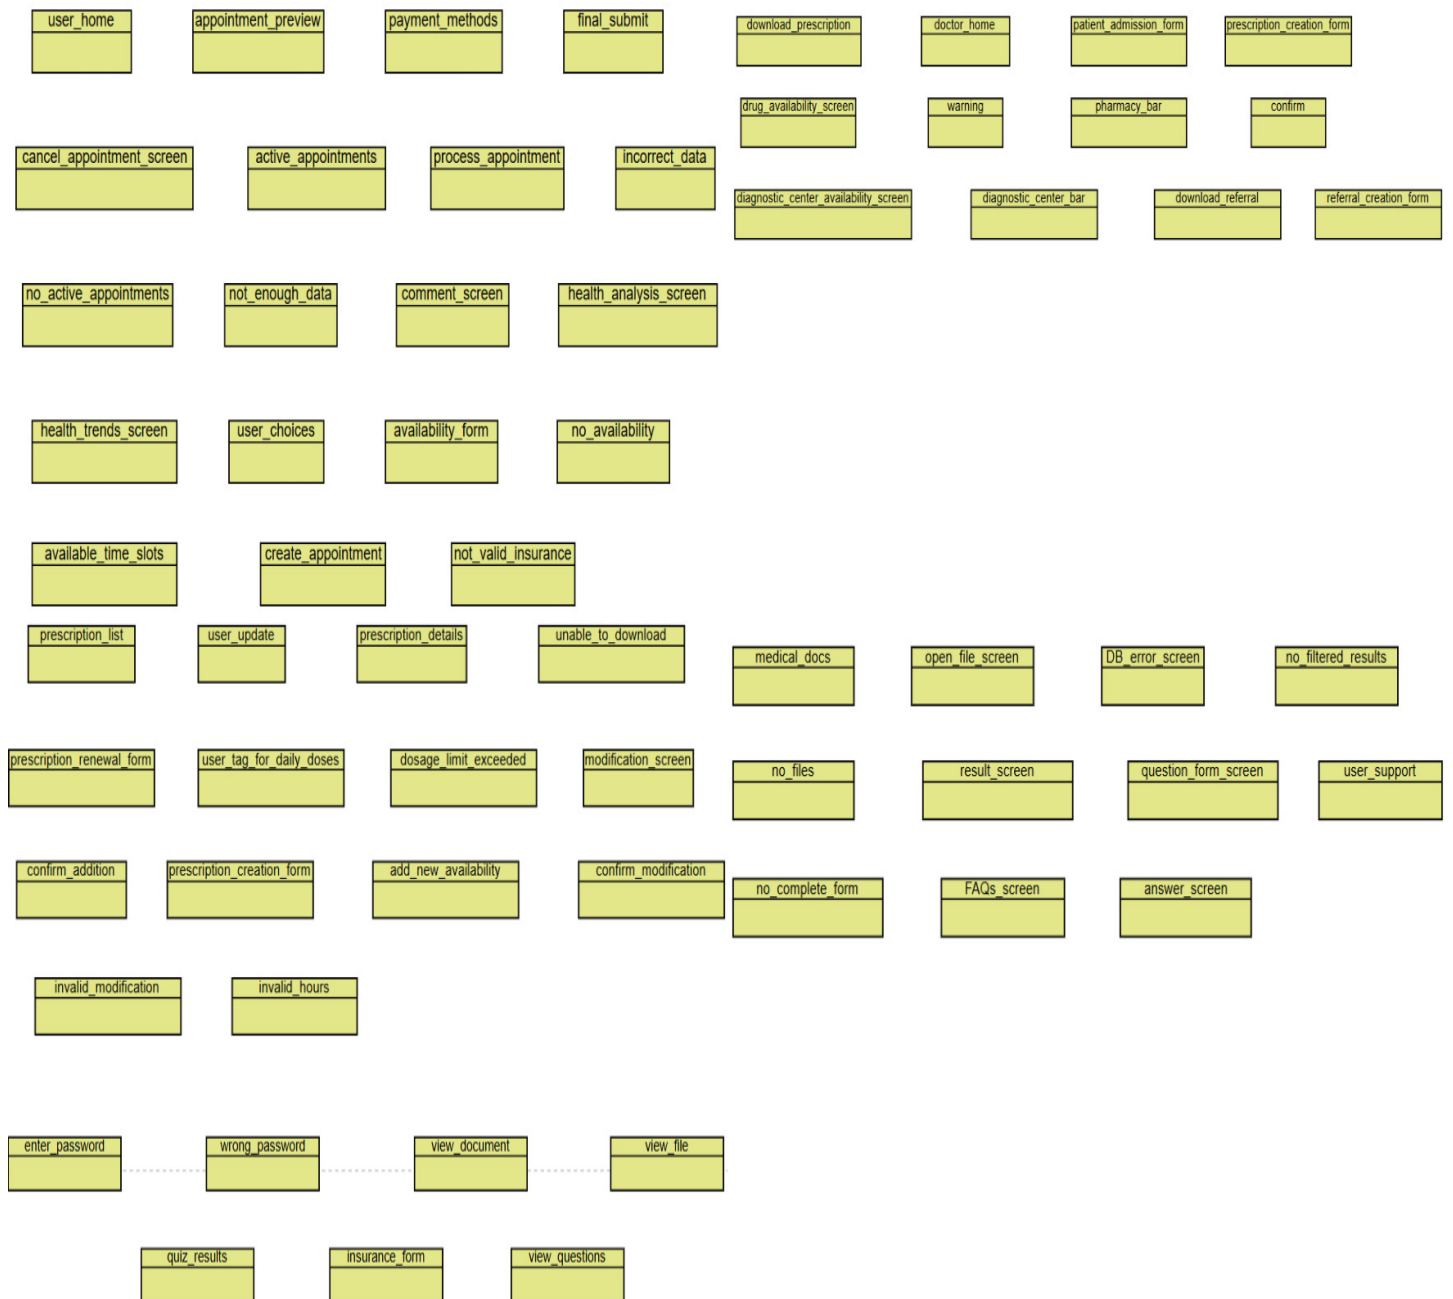 user_home
appointment_preview
payment_methods
final_submit
cancel_appointment_screen
active_appointments
process_appointment
incorrect_data
no_active_appointments
not_enough_data
comment_screen
health_analysis_screen
health_trends_screen
user_choices
availability_form
no_availability
available_time_slots
create_appointment
not_valid_insurance
download_prescription
doctor_home
patient_admission_form
prescription_creation_form
drug_availability_screen
warning
pharmacy_bar
confirm
diagnostic_center_availability_screen
diagnostic_center_bar
download_referral
referral_creation_form
prescription_list
user_update
prescription_details
unable_to_download
prescription_renewal_form
user_tag_for_daily_doses
dosage_limit_exceeded
modification_screen
confirm_addition
prescription_creation_form
add_new_availability
confirm_modification
invalid_modification
invalid_hours
medical_docs
open_file_screen
DB_error_screen
no_filtered_results
no_files
result_screen
question_form_screen
user_support
no_complete_form
FAQs_screen
answer_screen
enter_password
wrong_password
view_document
view_file
quiz_results
insurance_form
view_questions